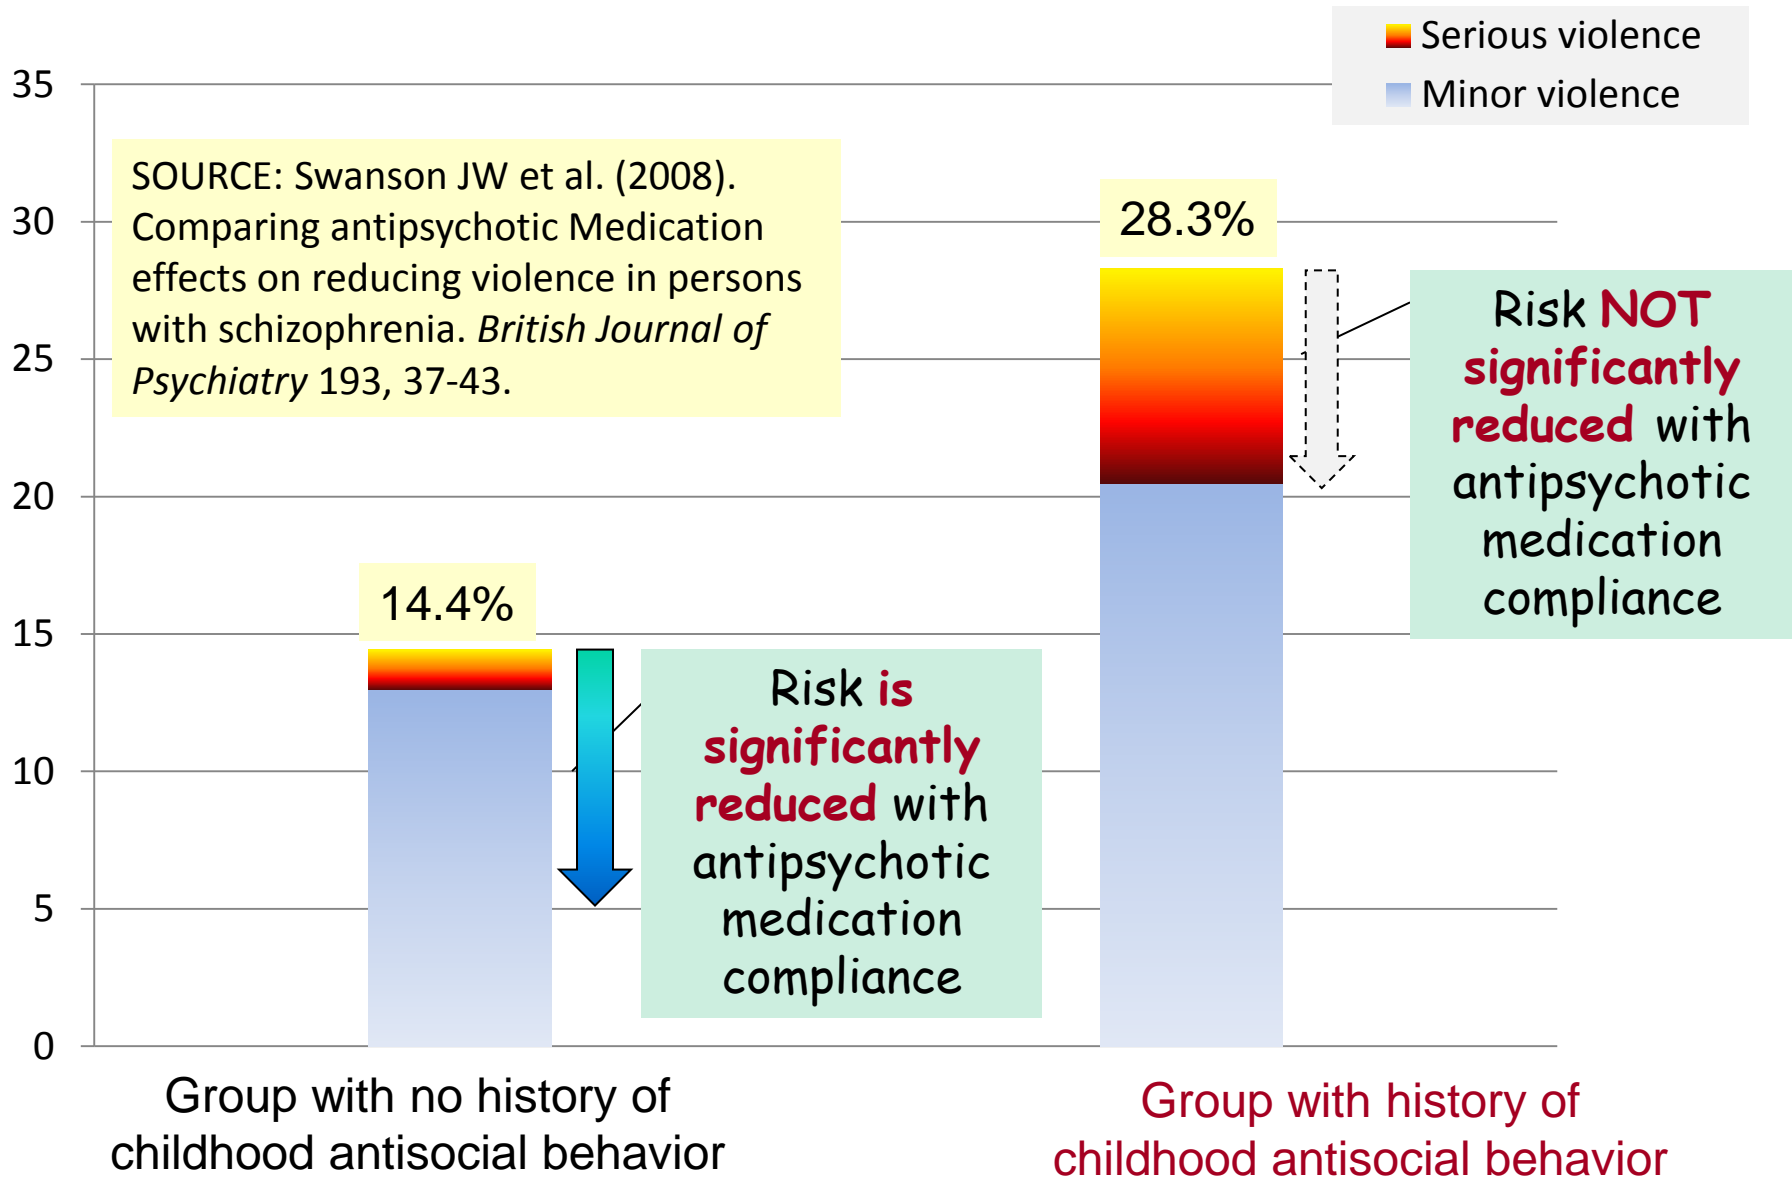 Serious violence
Minor violence
35
30
25
20
15
10
5
0
SOURCE: Swanson JW et al. (2008).
Comparing antipsychotic Medication
effects on reducing violence in persons
with schizophrenia. British Journal of
Psychiatry 193, 37-43.
28.3%
Risk NOT
significantly
reduced with
antipsychotic
medication
compliance
14.4%
Risk is
significantly
reduced with
antipsychotic
medication
compliance
Group with no history of
childhood antisocial behavior
Group with history of
childhood antisocial behavior